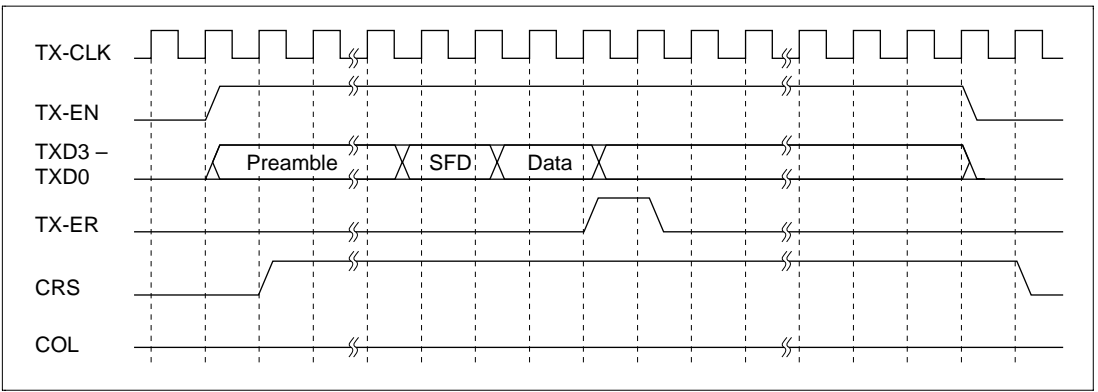 TX-CLK
TX-EN
TXD3 –
TXD0
Preamble SFD Data
TX-ER
CRS
COL